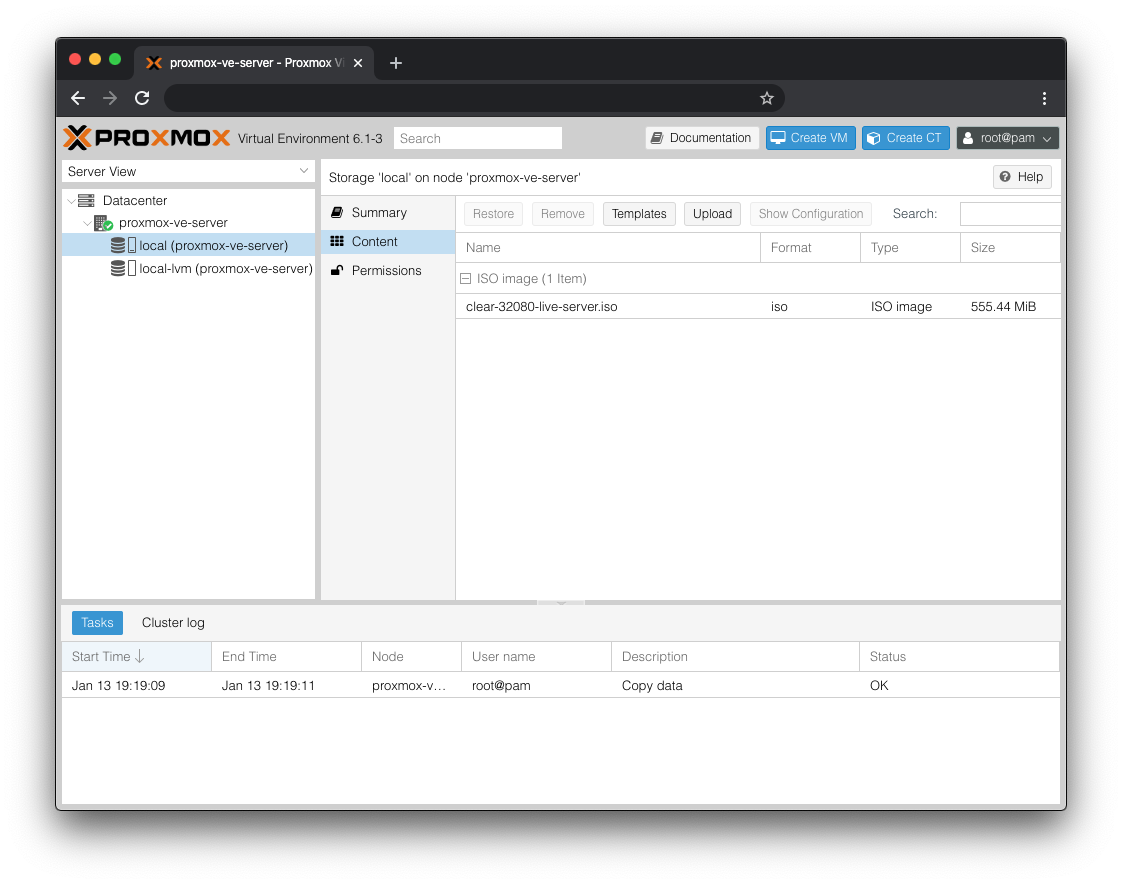 proxmox-ve-server - Proxmox Vi
PROXMOX Virtual Environment 6.1-3 Search Documentation Create VM Create CT root@pam
Server View
Storage 'local' on node 'proxmox-ve-server' Help
Datacenter
proxmox-ve-server
local (proxmox-ve-server)
local-lvm (proxmox-ve-server)
Summary
Content
Permissions
Restore Remove Templates Upload Show Configuration Search:
Name Format Type Size
ISO image (1 Item)
clear-32080-live-server.iso iso ISO image 555.44 MiB
Tasks Cluster log
Start Time End Time Node User name Description Status
Jan 13 19:19:09 Jan 13 19:19:11 proxmox-v... root@pam Copy data OK